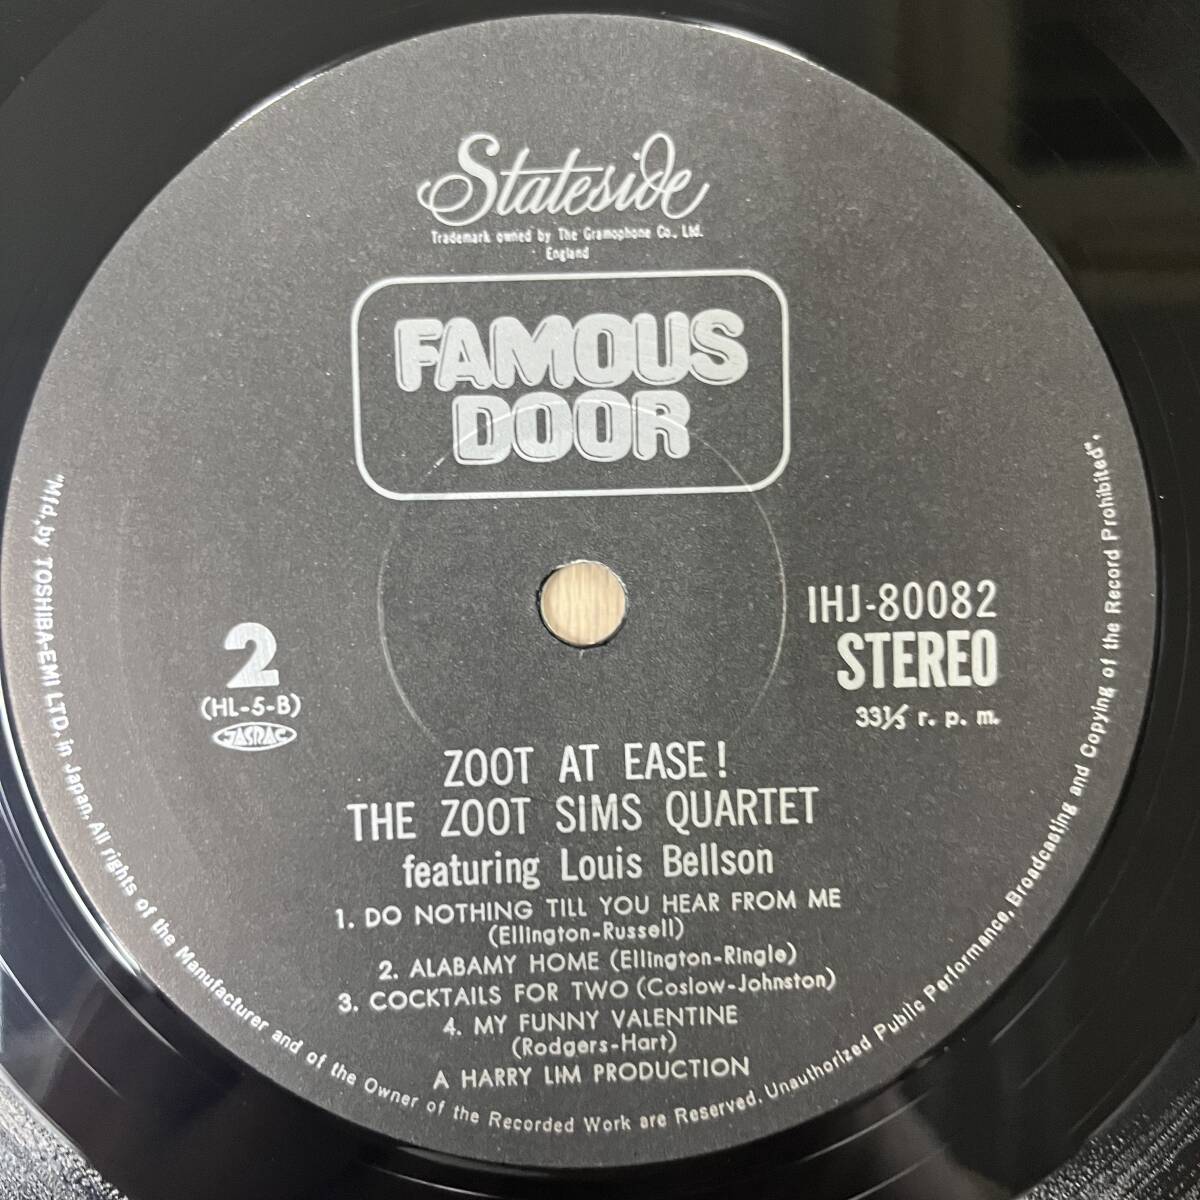 Stateside
Trademark owned by The Gramophone Co., Ltd.
England
FAMOUS
DOOR
IHJ-80082
STEREO
33⅓ r. p. m.
2
(HL-5-B)
JASRAC
ZOOT AT EASE!
THE ZOOT SIMS QUARTET
featuring Louis Bellson
1. DO NOTHING TILL YOU HEAR FROM ME
(Ellington-Russell)
2. ALABAMY HOME (Ellington-Ringle)
3. COCKTAILS FOR TWO (Coslow-Johnston)
4. MY FUNNY VALENTINE
(Rodgers-Hart)
A HARRY LIM PRODUCTION
"Mfd. by TOSHIBA-EMI LTD. in Japan, All rights of the Manufacturer and of the Owner of the Recorded Work are Reserved. Unauthorized Public Performance, Broadcasting and Copying of the Record Prohibited".